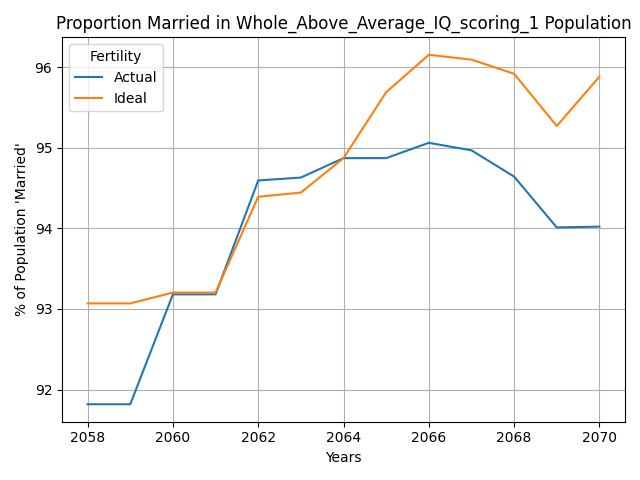 Proportion Married in Whole_Above_Average_IQ_scoring_1 Population
Fertility
Actual
Ideal
96
95
94
93
92
% of Population 'Married'
2058
2060
2062
2064
2066
2068
2070
Years